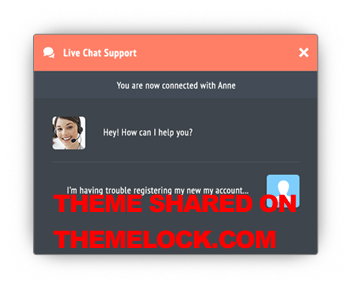 Live Chat Support
You are now connected with Anne
Hey! How can I help you?
I'm having trouble registering my new my account...
THEME SHARED ON
THEMELOCK.COM